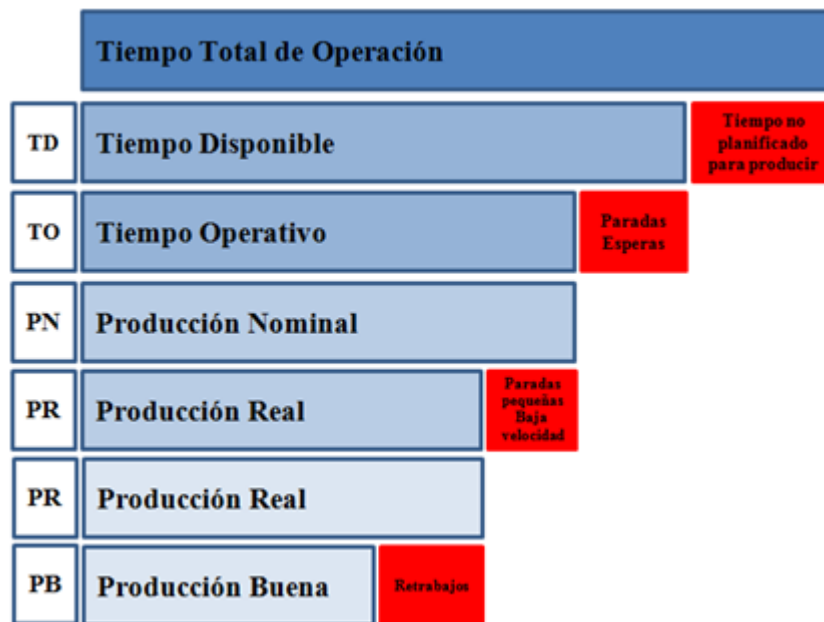 Tiempo Total de Operación
TD
Tiempo Disponible
Tiempo no
planificado
para producir
TO
Tiempo Operativo
Paradas
Esperas
PN
Producción Nominal
PR
Producción Real
Paradas
pequeñas
Baja
velocidad
PR
Producción Real
PB
Producción Buena
Retrabajos